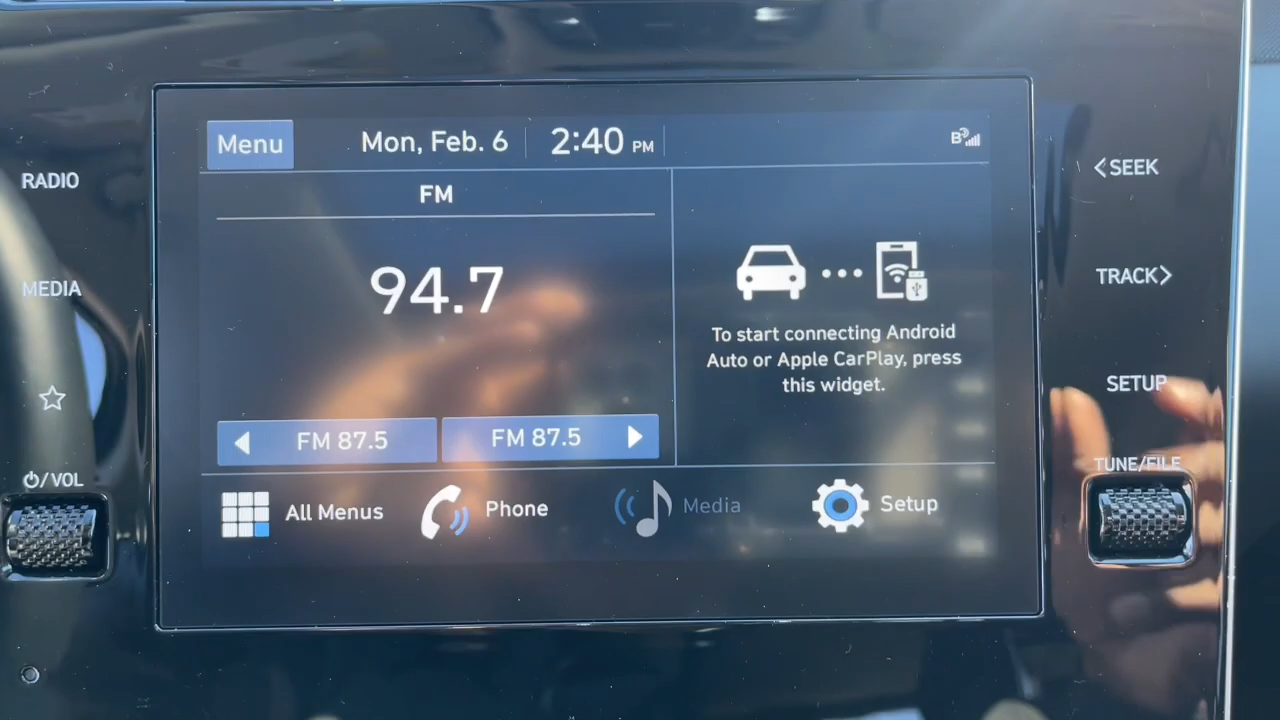 Menu
Mon, Feb. 6
2:40 PM
B
RADIO
MEDIA
/VOL
FM
94.7
FM 87.5
FM 87.5
To start connecting Android
Auto or Apple CarPlay, press
this widget.
All Menus
Phone
Media
Setup
<SEEK
TRACK>
SETUP
TUNE/FILE